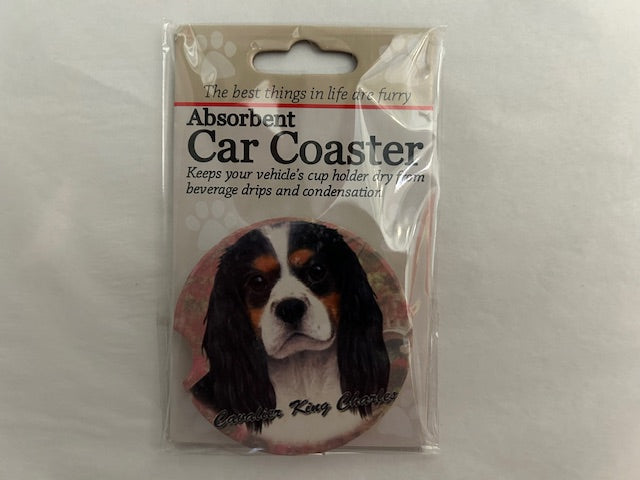 The best things in life are furry
Absorbent
Car Coaster
Keeps your vehicle's cup holder dry from
beverage drips and condensation
Cavalier King Charles